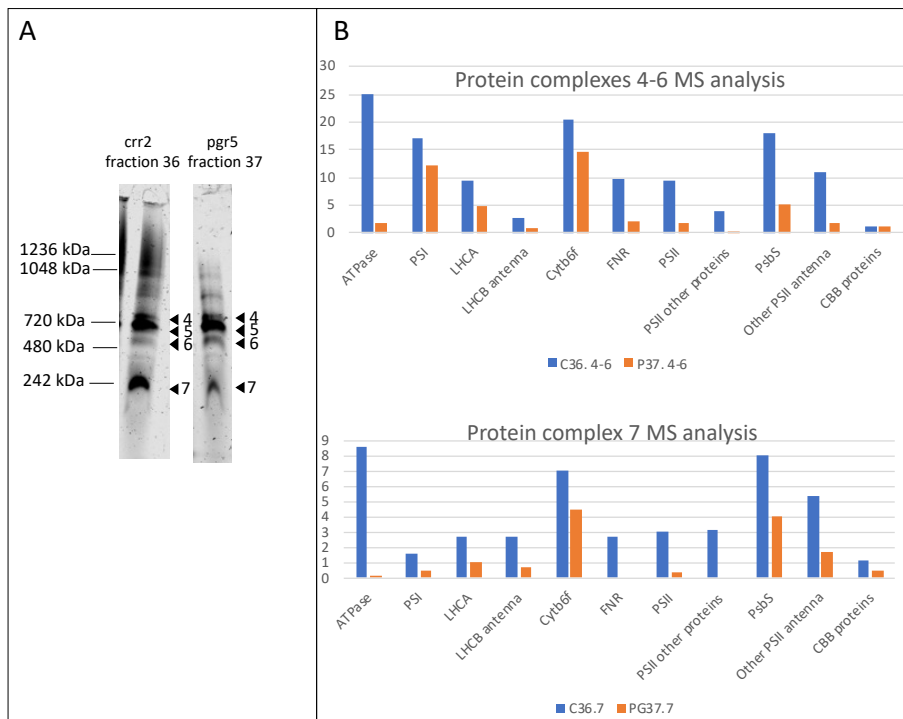 A
crr2
fraction 36
pgr5
fraction 37
1236 kDa
1048 kDa
720 kDa
480 kDa
242 kDa
4
5
6
7
4
5
6
7
B
Protein complexes 4-6 MS analysis
30
25
20
15
10
5
0
ATPase
PSI
LHCA
LHCB antenna
Cytb6f
FNR
PSII
PSII other proteins
PsbS
Other PSII antenna
CBB proteins
C36. 4-6 P37. 4-6
Protein complex 7 MS analysis
9
8
7
6
5
4
3
2
1
0
ATPase
PSI
LHCA
LHCB antenna
Cytb6f
FNR
PSII
PSII other proteins
PsbS
Other PSII antenna
CBB proteins
C36.7 PG37.7